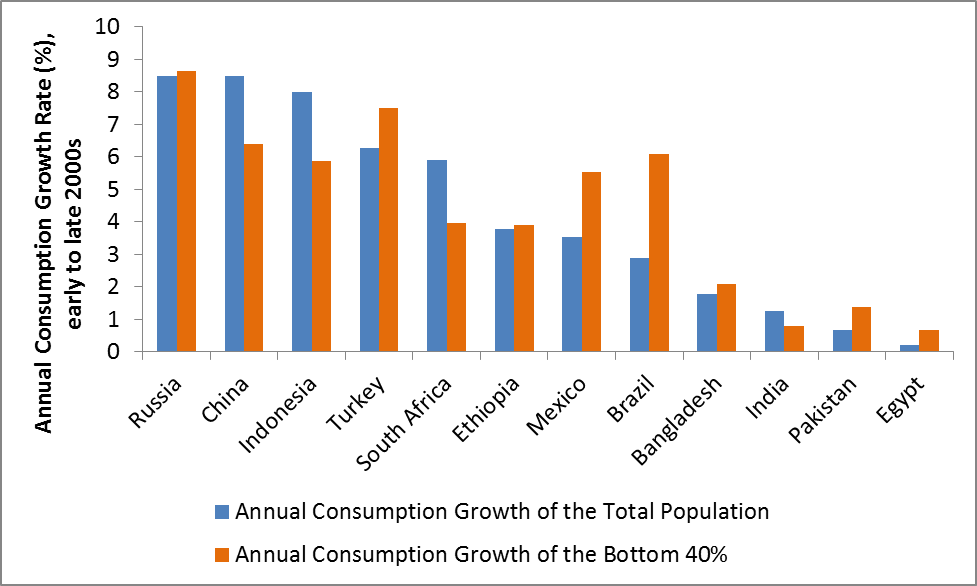 Annual Consumption Growth Rate (%),
early to late 2000s
10
9
8
7
6
5
4
3
2
1
0
Russia
China
Indonesia
Turkey
South Africa
Ethiopia
Mexico
Brazil
Bangladesh
India
Pakistan
Egypt
Annual Consumption Growth of the Total Population
Annual Consumption Growth of the Bottom 40%